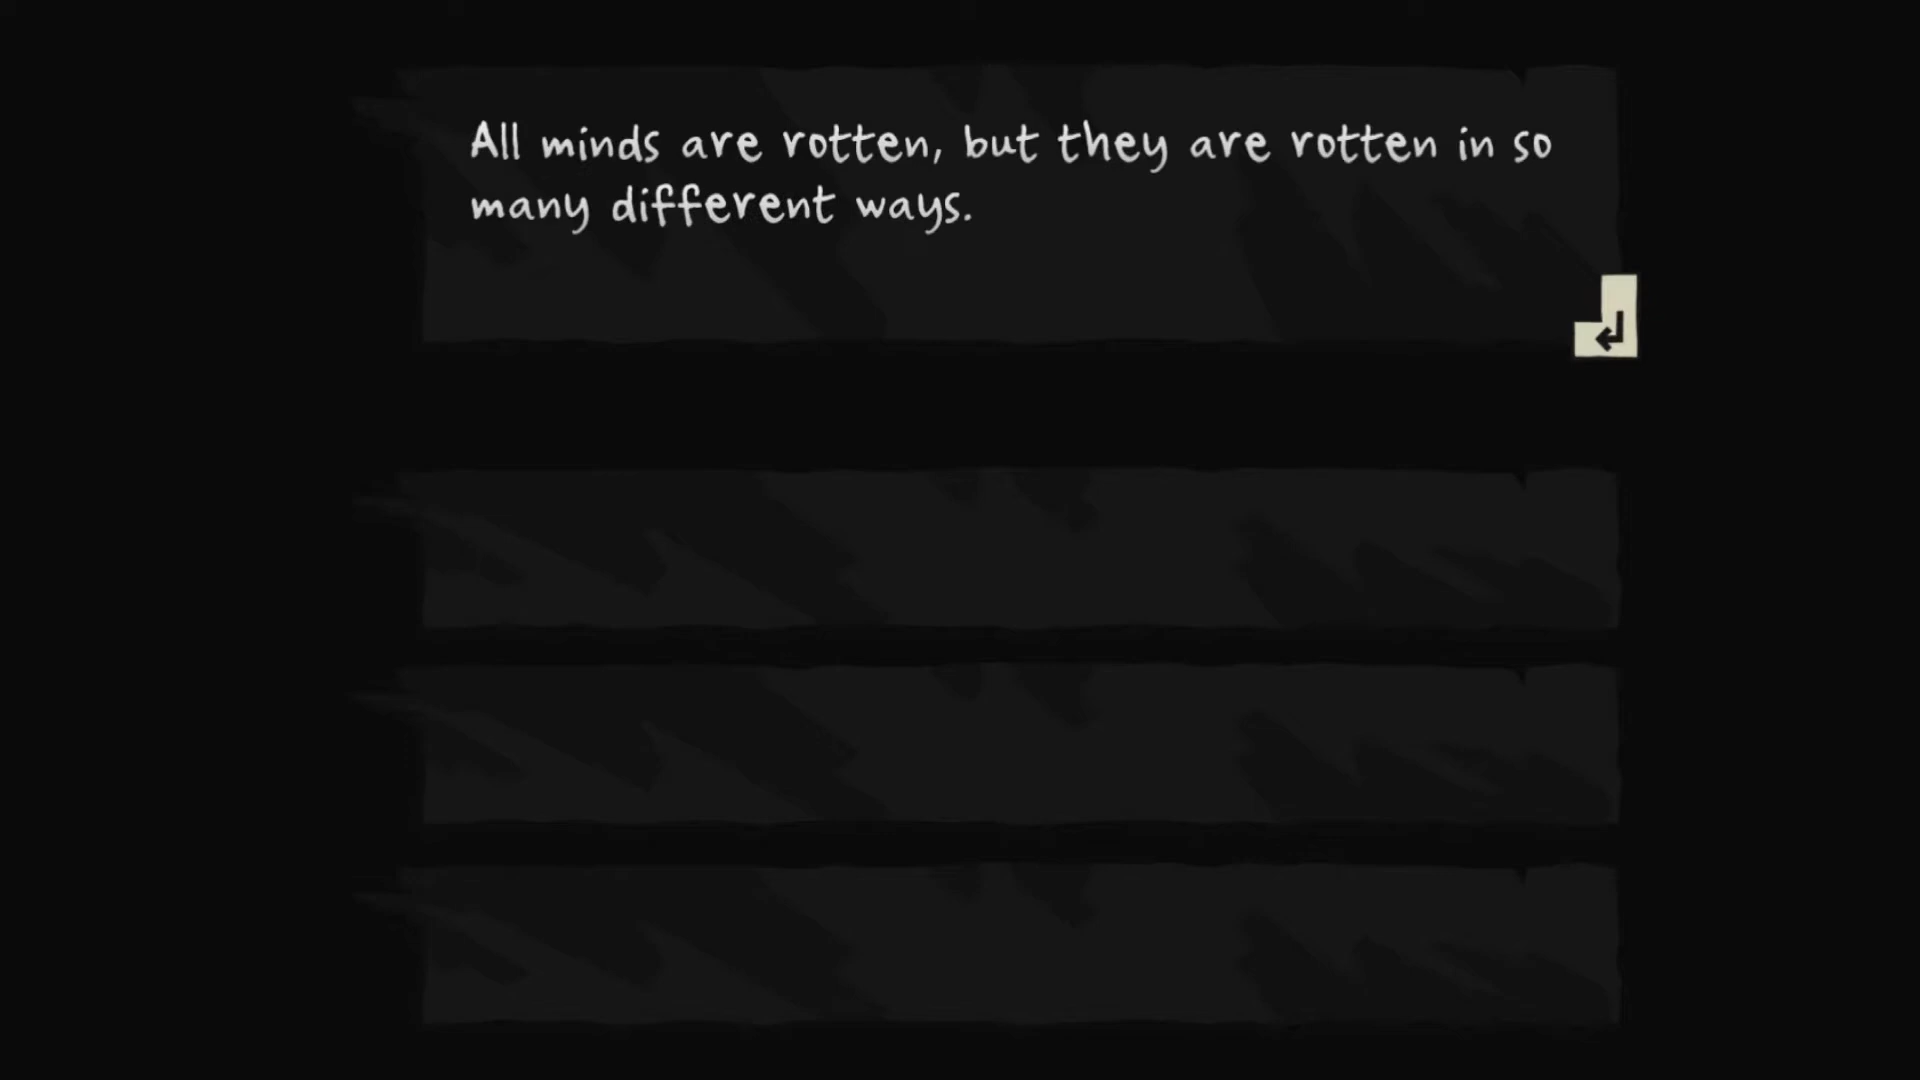 All minds are rotten, but they are rotten in so
many different ways.